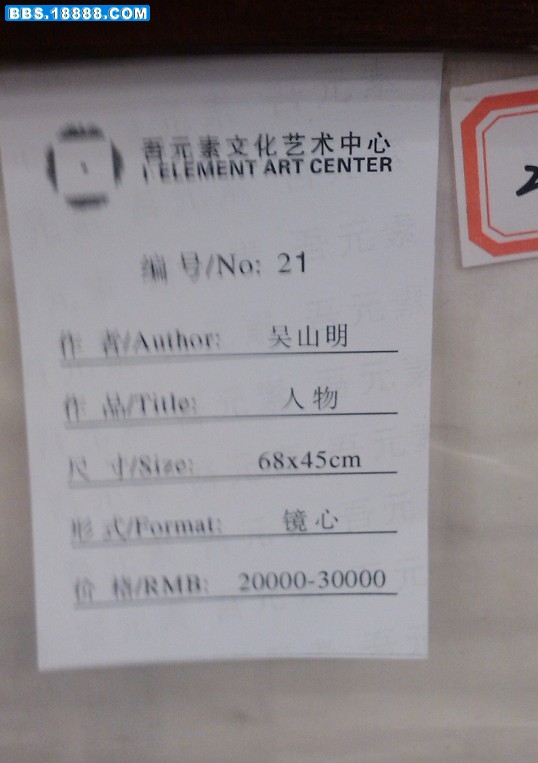 BBS.18888.COM
吾元素文化艺术中心
I ELEMENT ART CENTER
编 号/No: 21
作 者/Author: 吴山明
作 品/Title: 人物
尺 寸/Size: 68x45cm
形 式/Format: 镜心
价 格/RMB: 20000-30000